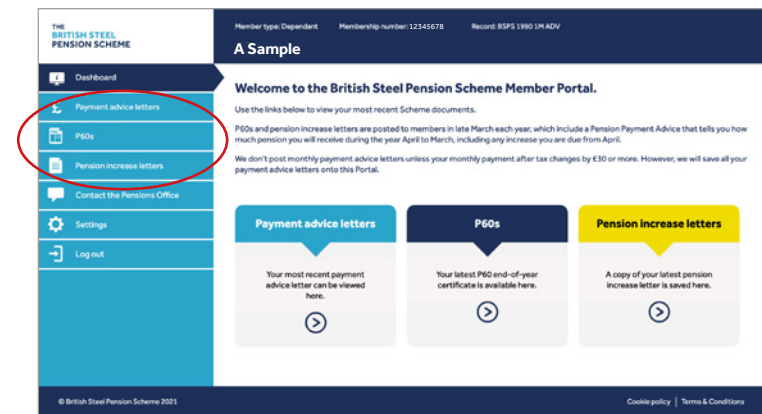 THE
BRITISH STEEL
PENSION SCHEME
Member type: Dependant Membership number: 12345678 Record: BSPS 1990 1M ADV
A Sample
Dashboard
Payment advice letters
P60s
Pension increase letters
Contact the Pensions Office
Settings
Log out
Welcome to the British Steel Pension Scheme Member Portal.
Use the links below to view your most recent Scheme documents.
P60s and pension increase letters are posted to members in late March each year, which include a Pension Payment Advice that tells you how
much pension you will receive during the year April to March, including any increase you are due from April.
We don't post monthly payment advice letters unless your monthly payment after tax changes by £30 or more. However, we will save all your
payment advice letters onto this Portal.
Payment advice letters
Your most recent payment
advice letter can be viewed
here.
P60s
Your latest P60 end-of-year
certificate is available here.
Pension increase letters
A copy of your latest pension
increase letter is saved here.
© British Steel Pension Scheme 2021
Cookie policy | Terms & Conditions